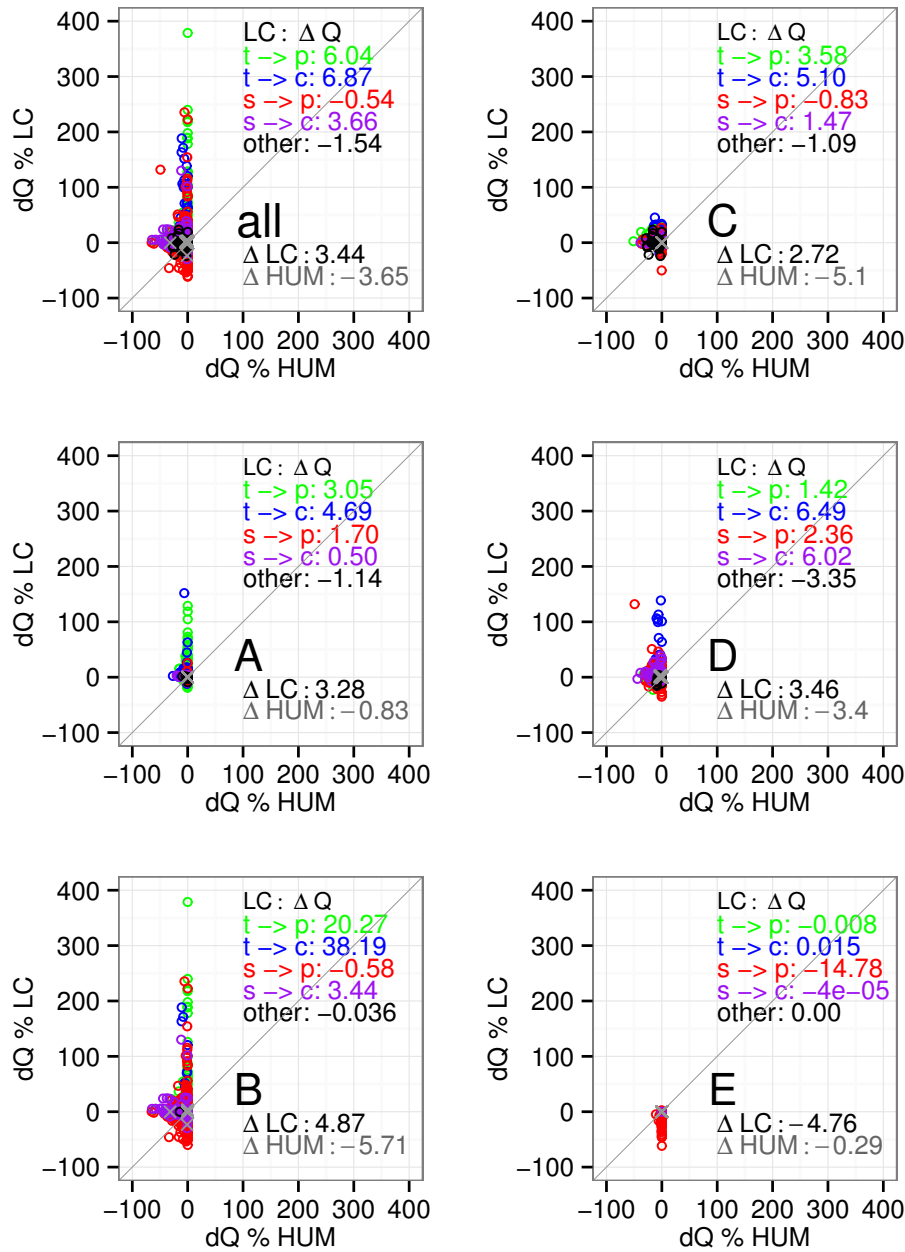 400
300
200
100
0
−100
dQ % LC
LC : Δ Q
t −> p: 6.04
t −> c: 6.87
s −> p: −0.54
s −> c: 3.66
other: −1.54
all
Δ LC : 3.44
Δ HUM : −3.65
−100 0 100 200 300 400
dQ % HUM
400
300
200
100
0
−100
dQ % LC
LC : Δ Q
t −> p: 3.58
t −> c: 5.10
s −> p: −0.83
s −> c: 1.47
other: −1.09
C
Δ LC : 2.72
Δ HUM : −5.1
−100 0 100 200 300 400
dQ % HUM
400
300
200
100
0
−100
dQ % LC
LC : Δ Q
t −> p: 3.05
t −> c: 4.69
s −> p: 1.70
s −> c: 0.50
other: −1.14
A
Δ LC : 3.28
Δ HUM : −0.83
−100 0 100 200 300 400
dQ % HUM
400
300
200
100
0
−100
dQ % LC
LC : Δ Q
t −> p: 1.42
t −> c: 6.49
s −> p: 2.36
s −> c: 6.02
other: −3.35
D
Δ LC : 3.46
Δ HUM : −3.4
−100 0 100 200 300 400
dQ % HUM
400
300
200
100
0
−100
dQ % LC
LC : Δ Q
t −> p: 20.27
t −> c: 38.19
s −> p: −0.58
s −> c: 3.44
other: −0.036
B
Δ LC : 4.87
Δ HUM : −5.71
−100 0 100 200 300 400
dQ % HUM
400
300
200
100
0
−100
dQ % LC
LC : Δ Q
t −> p: −0.008
t −> c: 0.015
s −> p: −14.78
s −> c: −4e−05
other: 0.00
E
Δ LC : −4.76
Δ HUM : −0.29
−100 0 100 200 300 400
dQ % HUM